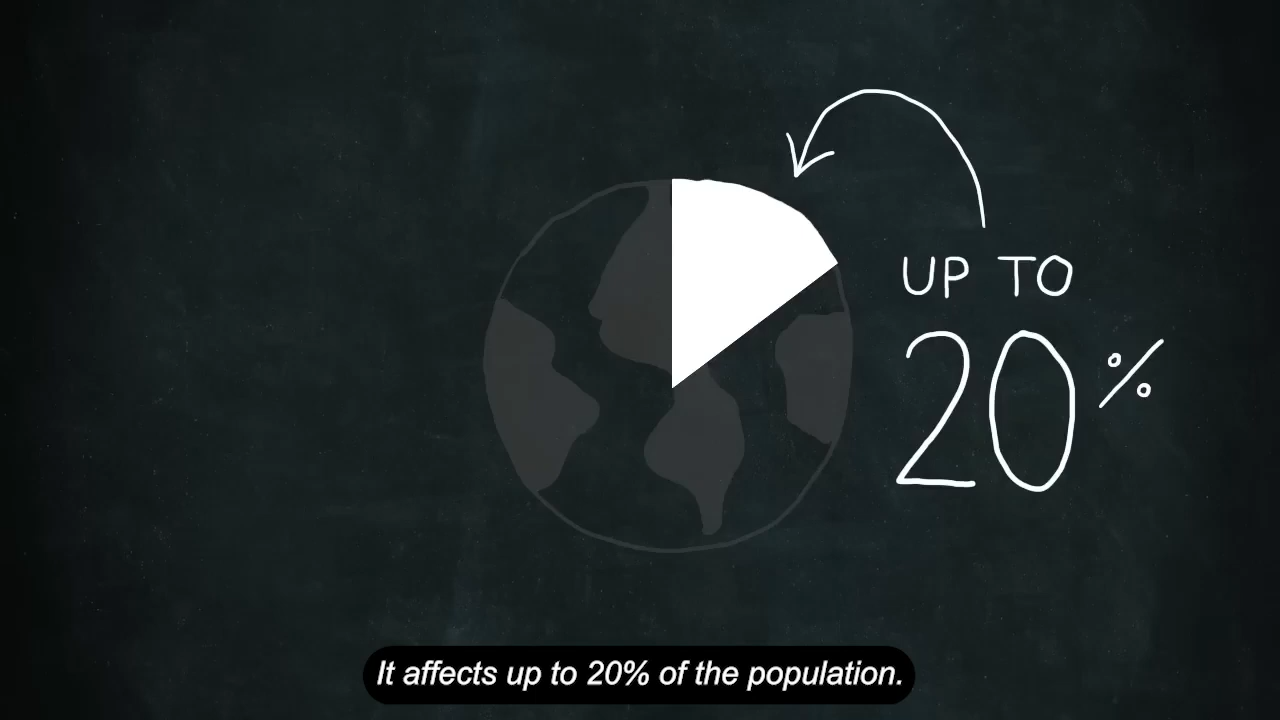 UP TO
20%
It affects up to 20% of the population.